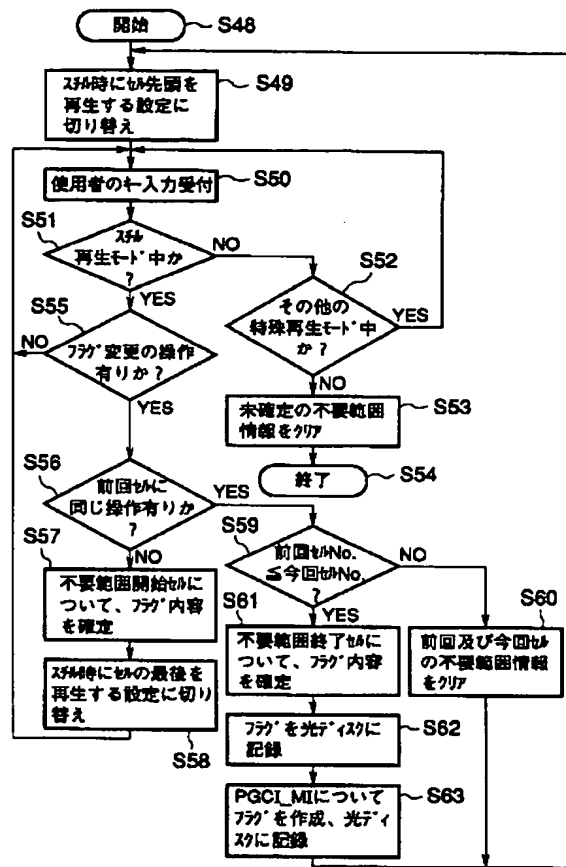 開始
S48
スチル時にセル先頭を
再生する設定に
切り替え
S49
使用者のキー入力受付
S50
S51
スチル
再生モード中か
?
NO
YES
S52
その他の
特殊再生モード中
か?
YES
NO
S55
フラグ変更の操作
有りか?
NO
YES
未確定の不要範囲
情報をクリア
S53
終了
S54
S56
前回セルに
同じ操作有りか
?
YES
NO
S59
前回セルNo.
≦今回セルNo.
?
NO
YES
S57
不要範囲開始セルに
ついて、フラグ内容
を確定
S61
不要範囲終了セルに
ついて、フラグ内容
を確定
S60
前回及び今回セル
の不要範囲情報
をクリア
スチル時にセルの最後を
再生する設定に切り
替え
S58
フラグを光ディスクに
記録
S62
PGCI_MIについて
フラグを作成、光ディ
スクに記録
S63